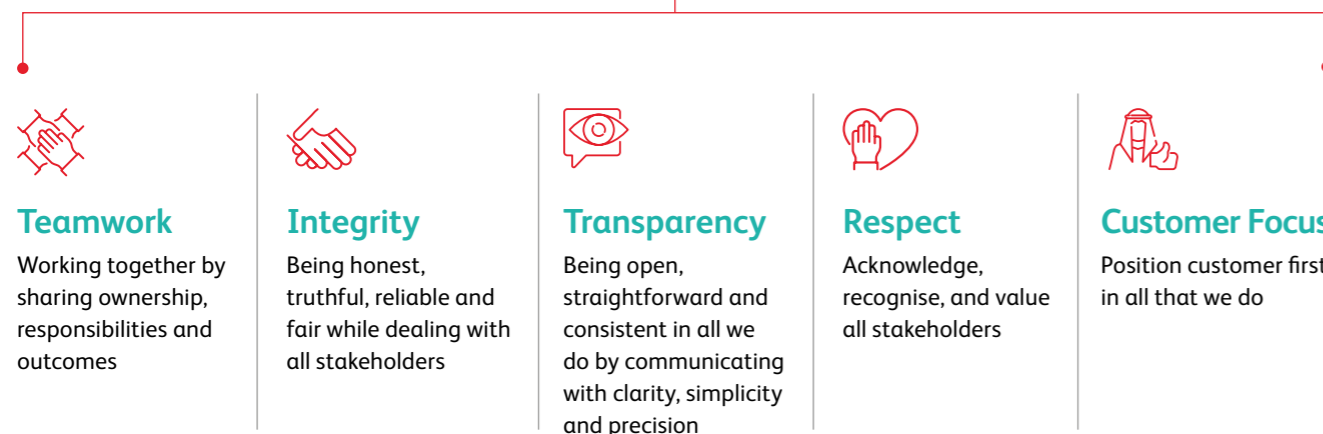 Teamwork
Working together by
sharing ownership,
responsibilities and
outcomes
Integrity
Being honest,
truthful, reliable and
fair while dealing with
all stakeholders
Transparency
Being open,
straightforward and
consistent in all we
do by communicating
with clarity, simplicity
and precision
Respect
Acknowledge,
recognise, and value
all stakeholders
Customer Focus
Position customer first
in all that we do